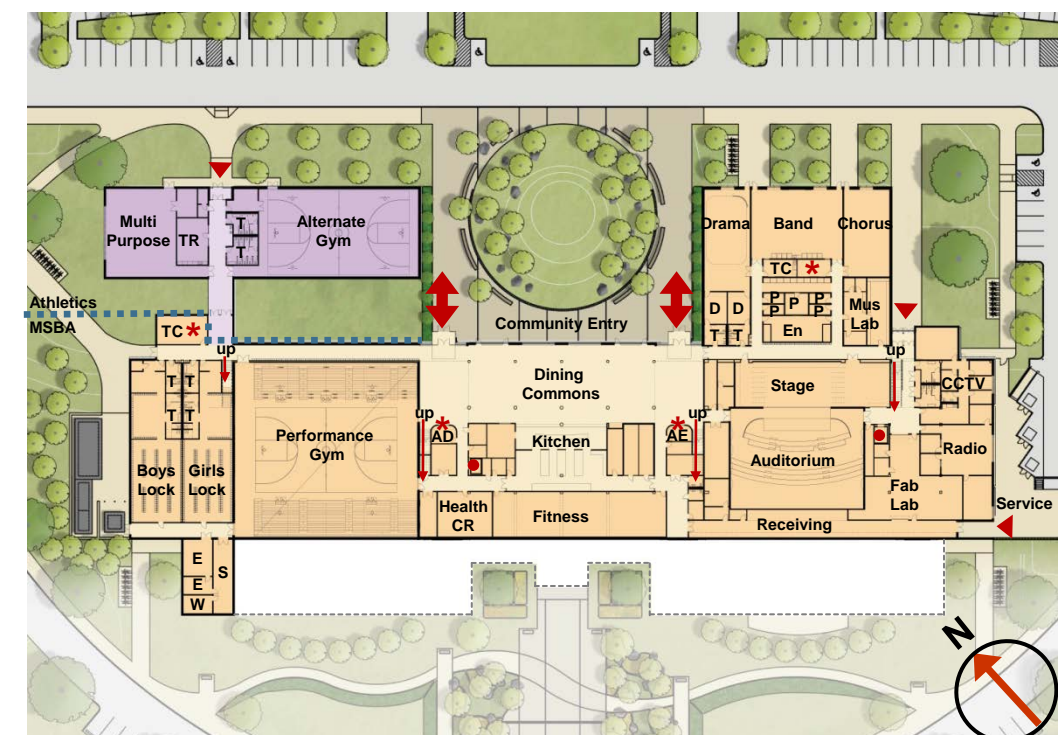 Multi
Purpose
TR
T
T
Alternate
Gym
Drama
Band
Chorus
TC *
D
D
T
T
P
P
P
P
P
En
Mus
Lab
Athletics
MSBA
TC *
up
Community Entry
up
T
T
T
T
Boys
Lock
Girls
Lock
Performance
Gym
Dining
Commons
up
*
AD
Kitchen
*
AE
up
Stage
Auditorium
CCTV
Radio
Fab
Lab
Health
CR
Fitness
Receiving
Service
E
E
W
S
N